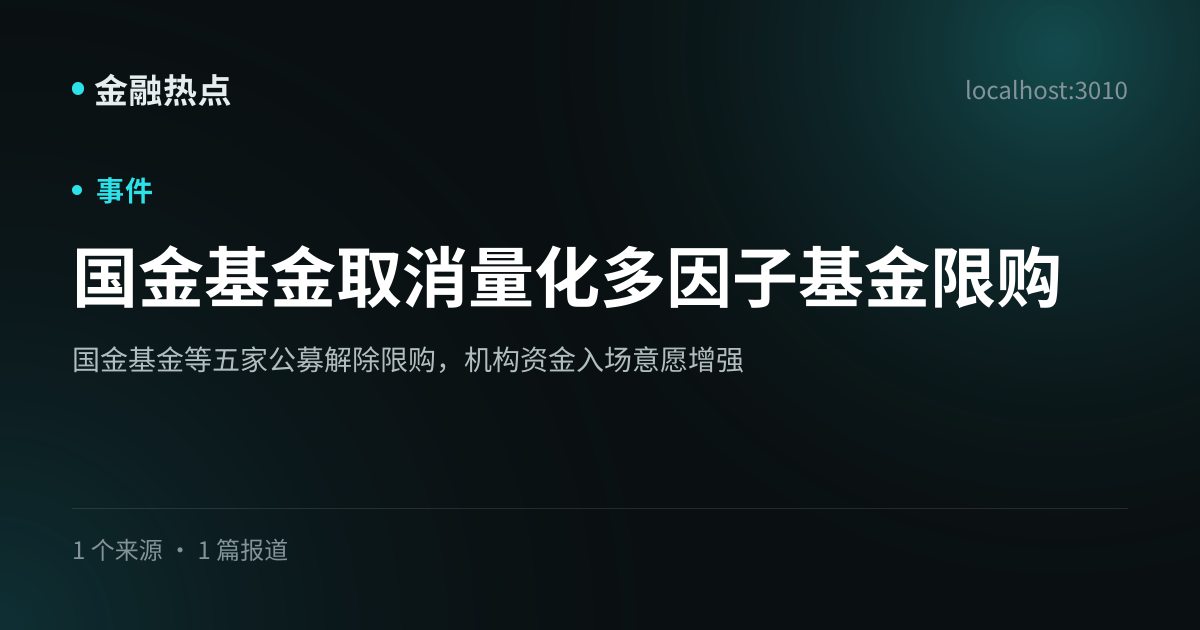 金融热点
localhost:3010
事件
国金基金取消量化多因子基金限购
国金基金等五家公募解除限购，机构资金入场意愿增强
1 个来源 · 1 篇报道